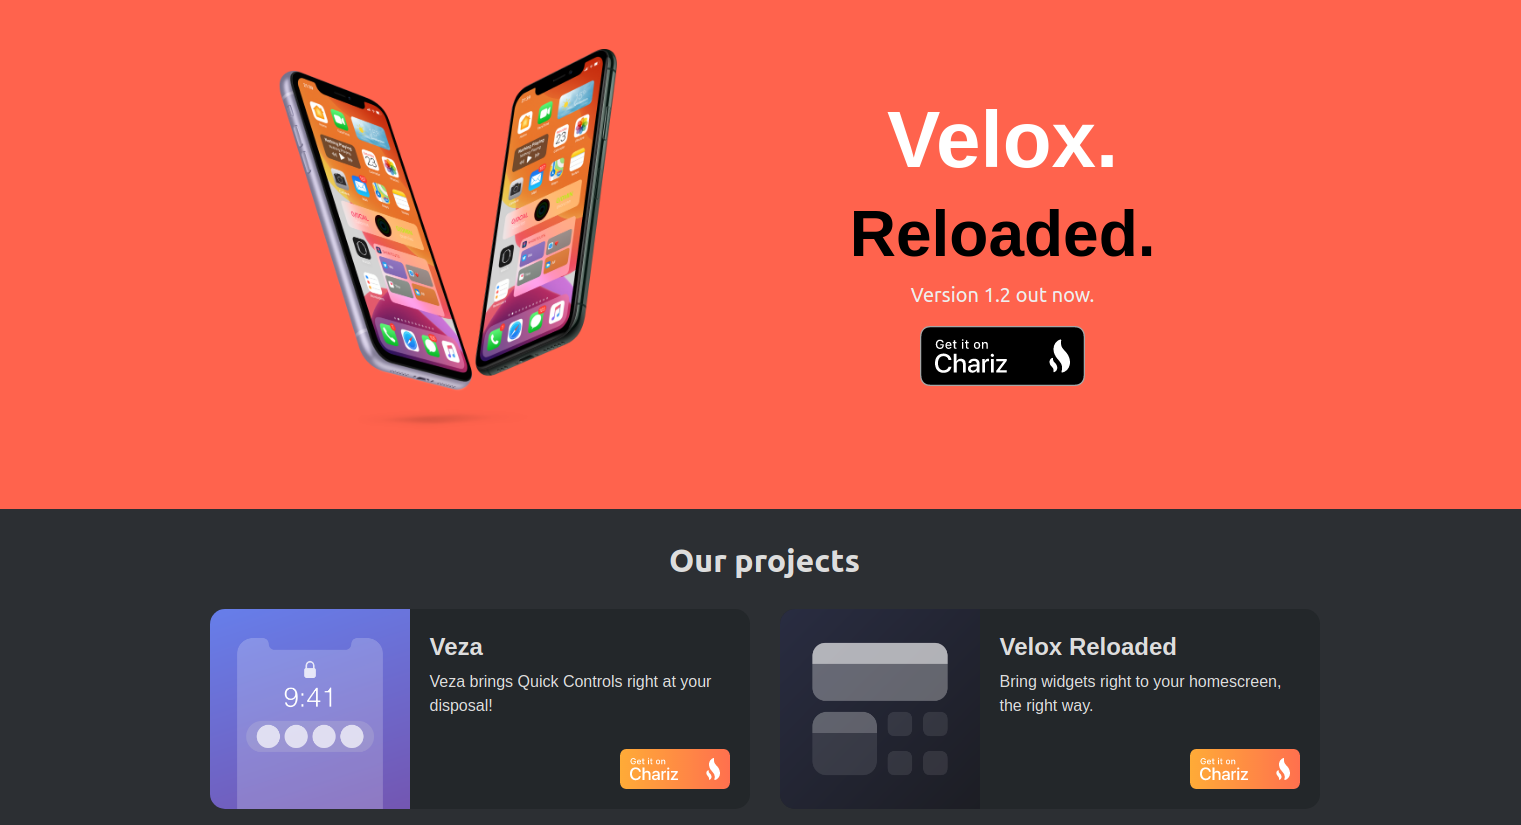 Velox.
Reloaded.
Version 1.2 out now.
Get it on
Chariz
Our projects
9:41
Veza
Veza brings Quick Controls right at your
disposal!
Get it on
Chariz
Velox Reloaded
Bring widgets right to your homescreen,
the right way.
Get it on
Chariz